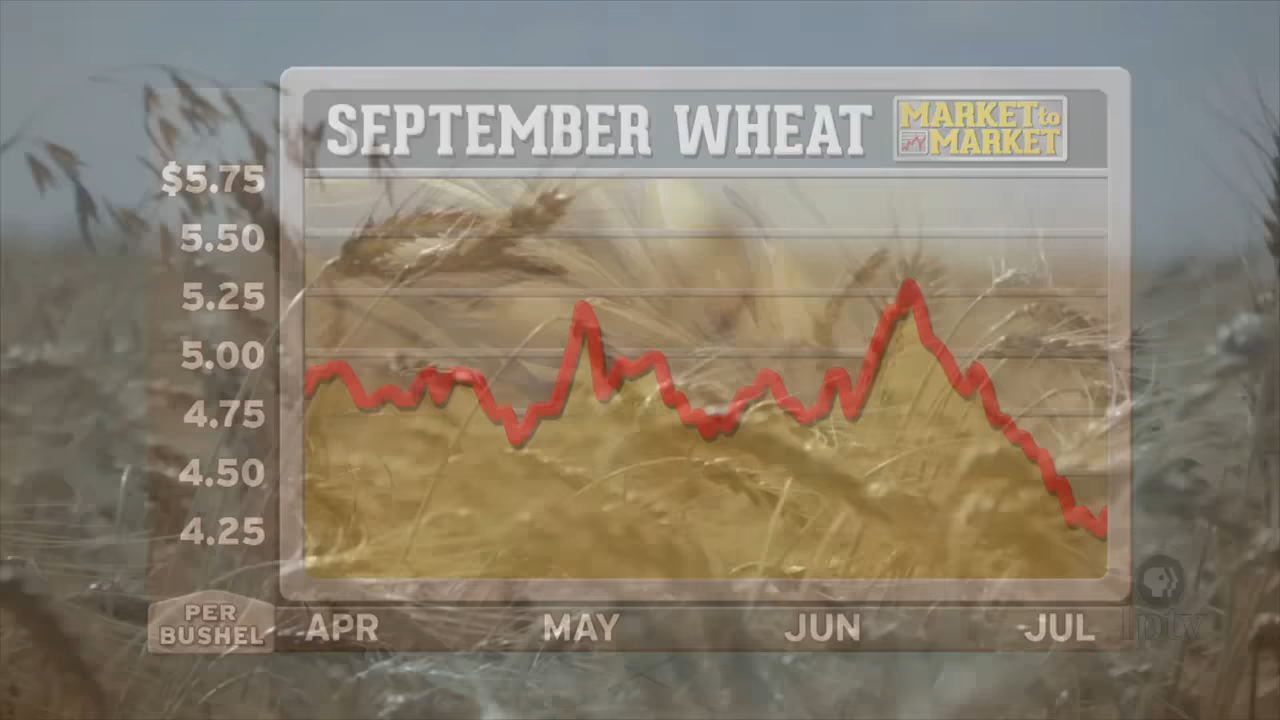 SEPTEMBER WHEAT
MARKET to
MARKET
$5.75
5.50
5.25
5.00
4.75
4.50
4.25
PER
BUSHEL
APR MAY JUN JUL
iptv